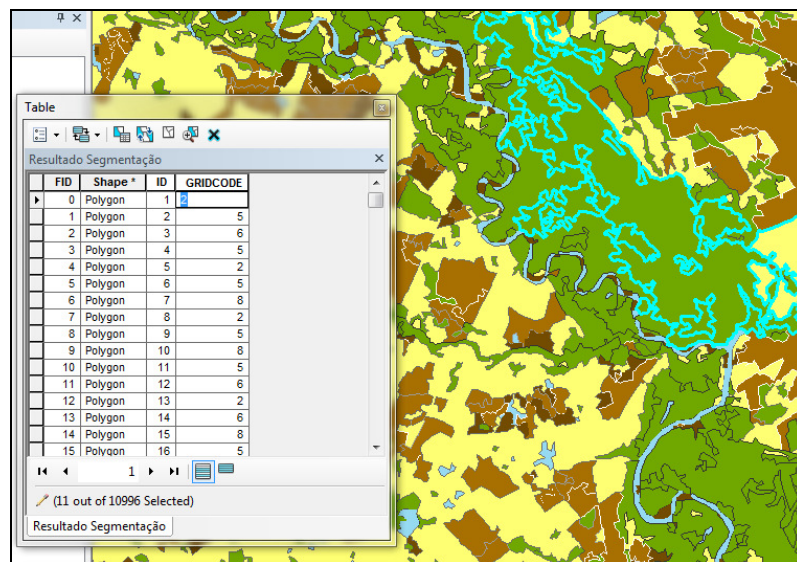 Table
Resultado Segmentação
FID Shape * ID GRIDCODE
0 Polygon 1 2
1 Polygon 2 5
2 Polygon 3 6
3 Polygon 4 5
4 Polygon 5 2
5 Polygon 6 5
6 Polygon 7 8
7 Polygon 8 2
8 Polygon 9 5
9 Polygon 10 8
10 Polygon 11 5
11 Polygon 12 6
12 Polygon 13 2
13 Polygon 14 6
14 Polygon 15 8
15 Polygon 16 5
1
(11 out of 10996 Selected)
Resultado Segmentação